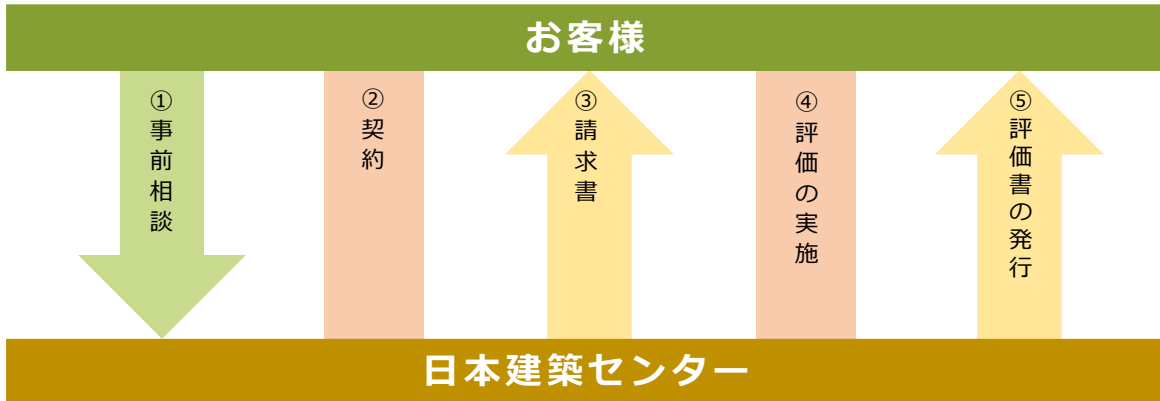 お客様
①事前相談
②契約
③請求書
④評価の実施
⑤評価書の発行
日本建築センター